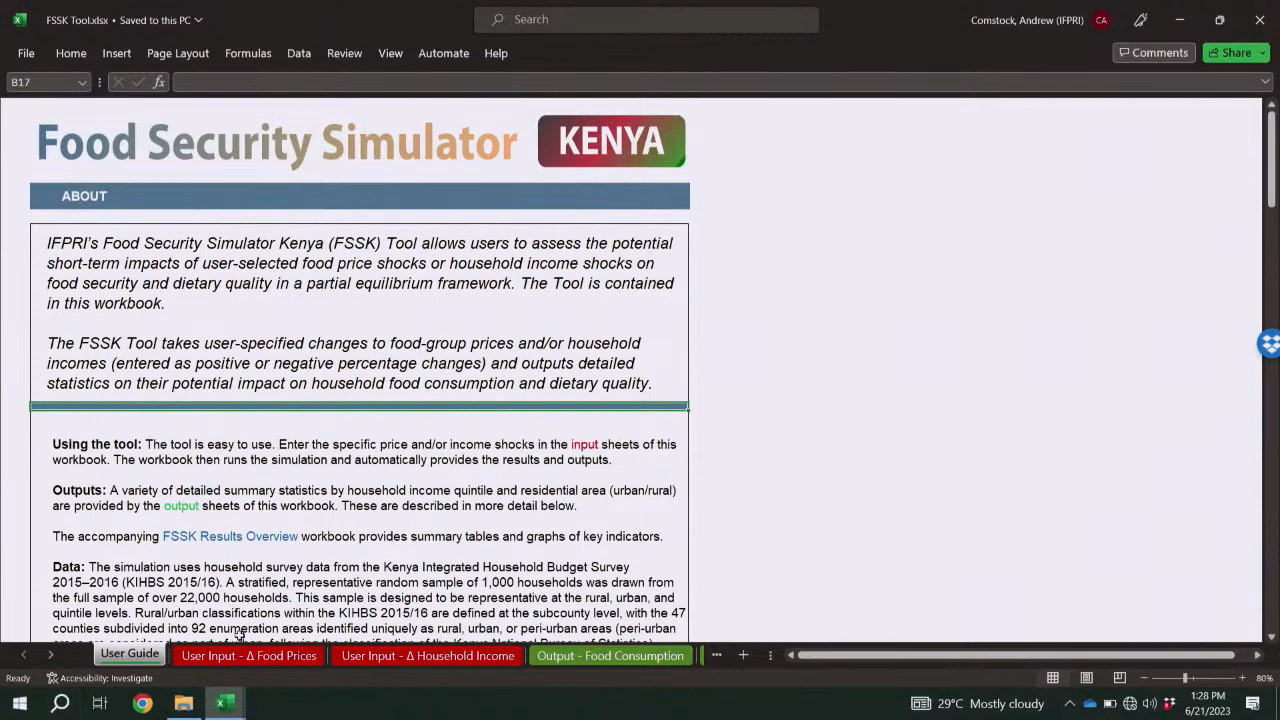 FSSK Tool.xlsx • Saved to this PC
Search
Comstock, Andrew (IFPRI)
CA
File Home Insert Page Layout Formulas Data Review View Automate Help
Comments
Share
B17
fx
Food Security Simulator KENYA
ABOUT
IFPRI's Food Security Simulator Kenya (FSSK) Tool allows users to assess the potential
short-term impacts of user-selected food price shocks or household income shocks on
food security and dietary quality in a partial equilibrium framework. The Tool is contained
in this workbook.
The FSSK Tool takes user-specified changes to food-group prices and/or household
incomes (entered as positive or negative percentage changes) and outputs detailed
statistics on their potential impact on household food consumption and dietary quality.
Using the tool: The tool is easy to use. Enter the specific price and/or income shocks in the input sheets of this
workbook. The workbook then runs the simulation and automatically provides the results and outputs.
Outputs: A variety of detailed summary statistics by household income quintile and residential area (urban/rural)
are provided by the output sheets of this workbook. These are described in more detail below.
The accompanying FSSK Results Overview workbook provides summary tables and graphs of key indicators.
Data: The simulation uses household survey data from the Kenya Integrated Household Budget Survey
2015–2016 (KIHBS 2015/16). A stratified, representative random sample of 1,000 households was drawn from
the full sample of over 22,000 households. This sample is designed to be representative at the rural, urban, and
quintile levels. Rural/urban classifications within the KIHBS 2015/16 are defined at the subcounty level, with the 47
counties subdivided into 92 enumeration areas identified uniquely as rural, urban, or peri-urban areas (peri-urban
User Guide
User Input - Δ Food Prices
User Input - Δ Household Income
Output - Food Consumption
Ready
Accessibility: Investigate
80%
29°C Mostly cloudy
1:28 PM
6/21/2023